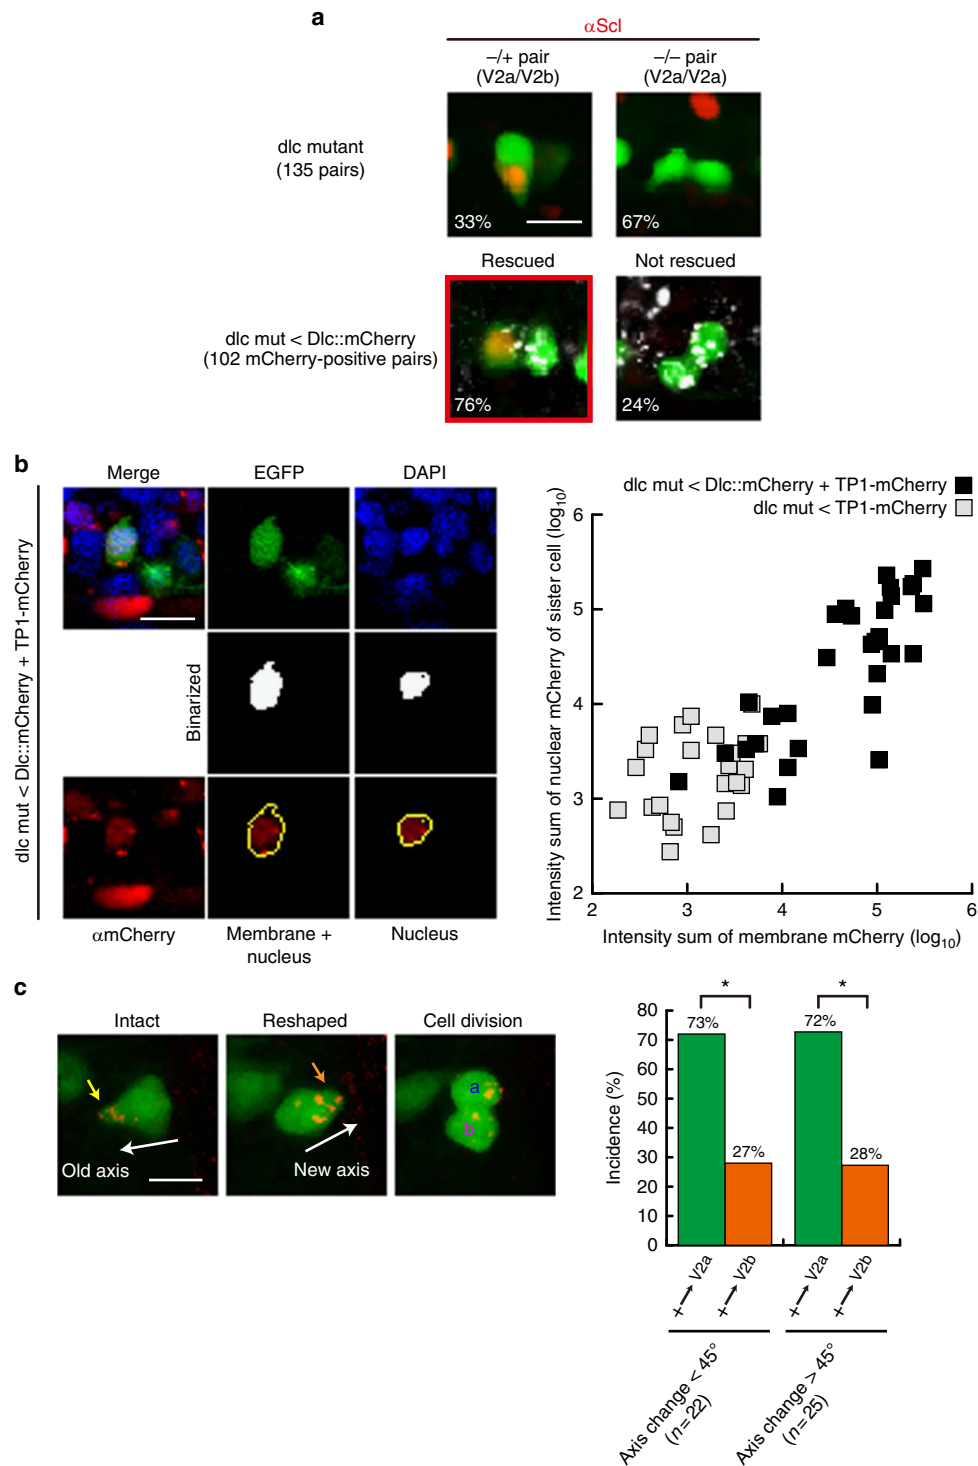 a
αScl
–/+ pair
(V2a/V2b)
–/– pair
(V2a/V2a)
dlc mutant
(135 pairs)
33%
67%
Rescued
Not rescued
dlc mut < Dlc::mCherry
(102 mCherry-positive pairs)
76%
24%
b
Merge
EGFP
DAPI
dlc mut < Dlc::mCherry + TP1-mCherry
Binarized
αmCherry
Membrane +
nucleus
Nucleus
dlc mut < Dlc::mCherry + TP1-mCherry
dlc mut < TP1-mCherry
Intensity sum of nuclear mCherry of sister cell (log10)
6
5
4
3
2
2
3
4
5
6
Intensity sum of membrane mCherry (log10)
c
Intact
Reshaped
Cell division
Old axis
New axis
a
b
Incidence (%)
80
70
60
50
40
30
20
10
0
*
*
73%
27%
72%
28%
+ → V2a
+ → V2b
+ → V2a
+ → V2b
Axis change < 45°
(n = 22)
Axis change > 45°
(n = 25)